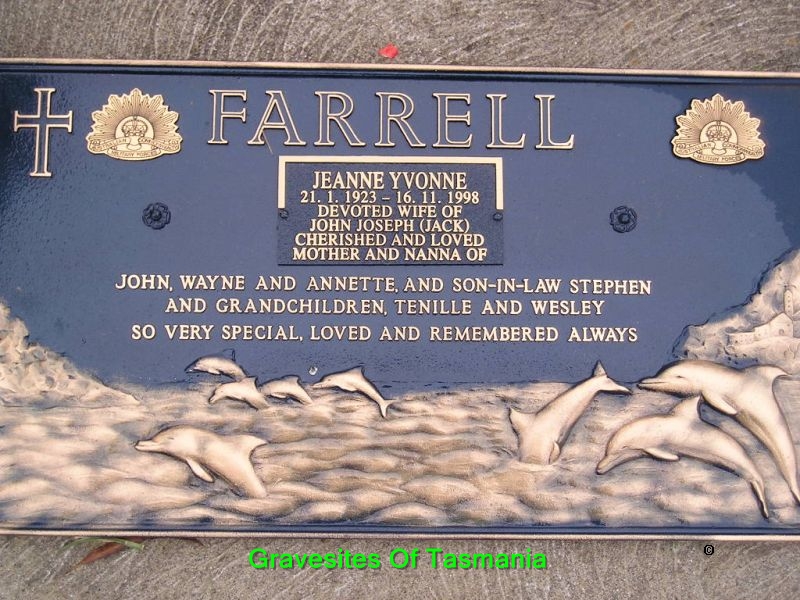 FARRELL
JEANNE YVONNE
21. 1. 1923 – 16. 11. 1998
DEVOTED WIFE OF
JOHN JOSEPH (JACK)
CHERISHED AND LOVED
MOTHER AND NANNA OF
JOHN, WAYNE AND ANNETTE, AND SON-IN-LAW STEPHEN
AND GRANDCHILDREN, TENILLE AND WESLEY
SO VERY SPECIAL, LOVED AND REMEMBERED ALWAYS
Gravesites Of Tasmania
©